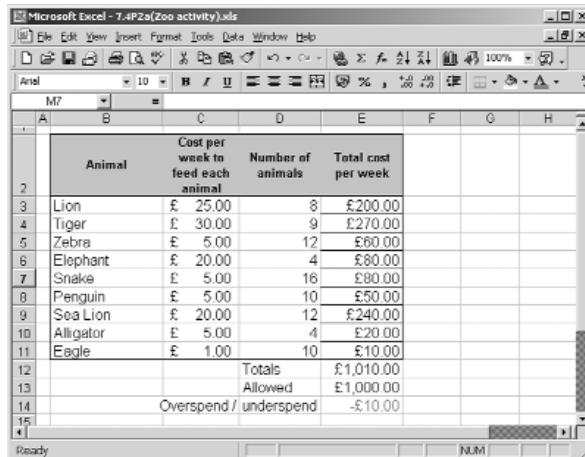 Microsoft Excel - 7.4P2a(Zoo activity).xls
File Edit View Insert Format Tools Data Window Help
100%
Arial 10 B I U % ,
M7 =
A B C D E F G H
2 Animal Cost per week to feed each animal Number of animals Total cost per week
3 Lion £ 25.00 8 £200.00
4 Tiger £ 30.00 9 £270.00
5 Zebra £ 5.00 12 £60.00
6 Elephant £ 20.00 4 £80.00
7 Snake £ 5.00 16 £80.00
8 Penguin £ 5.00 10 £50.00
9 Sea Lion £ 20.00 12 £240.00
10 Alligator £ 5.00 4 £20.00
11 Eagle £ 1.00 10 £10.00
12 Totals £1,010.00
13 Allowed £1,000.00
14 Overspend / underspend -£10.00
15
Ready NUM